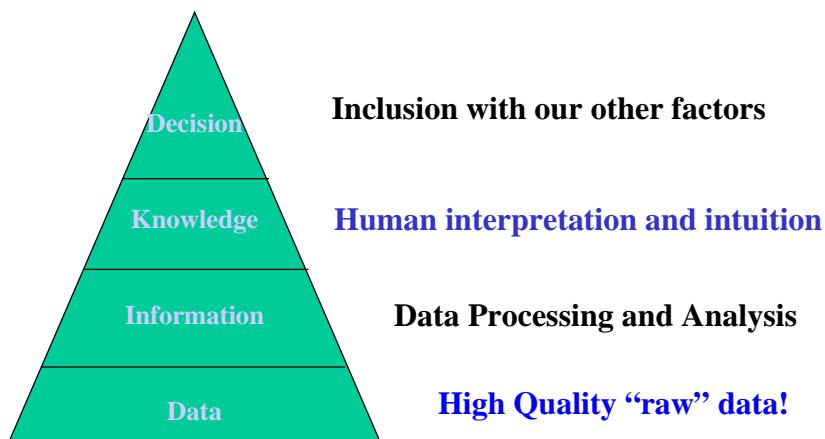 Decision
Inclusion with our other factors
Knowledge
Human interpretation and intuition
Information
Data Processing and Analysis
Data
High Quality “raw” data!